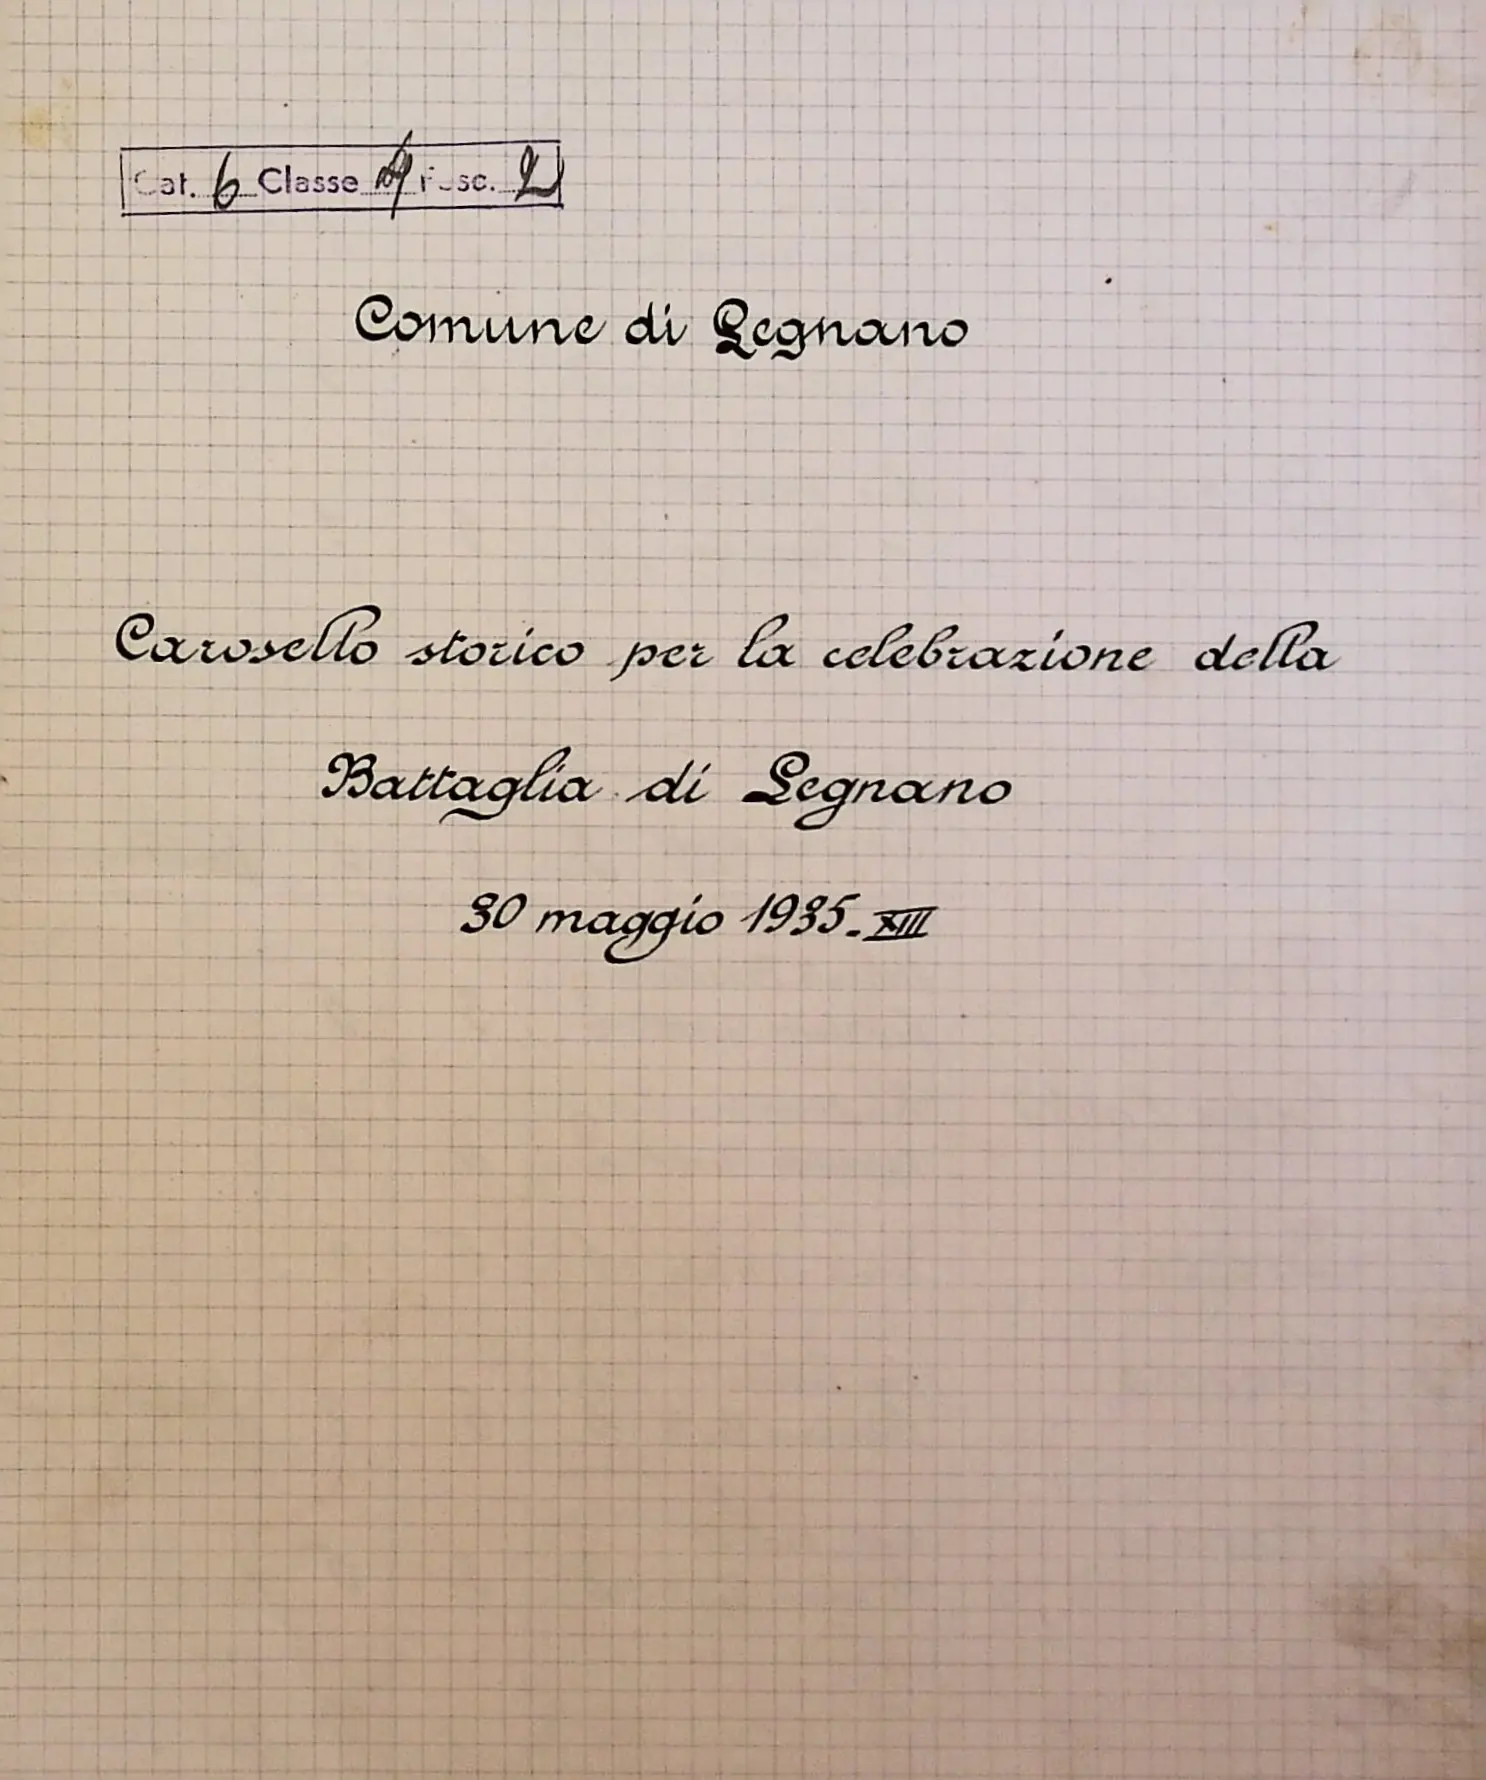 Cat. 6 Classe Fasc. 2
Comune di Legnano
Carosello storico per la celebrazione della
Battaglia di Legnano
30 maggio 1935. XIII